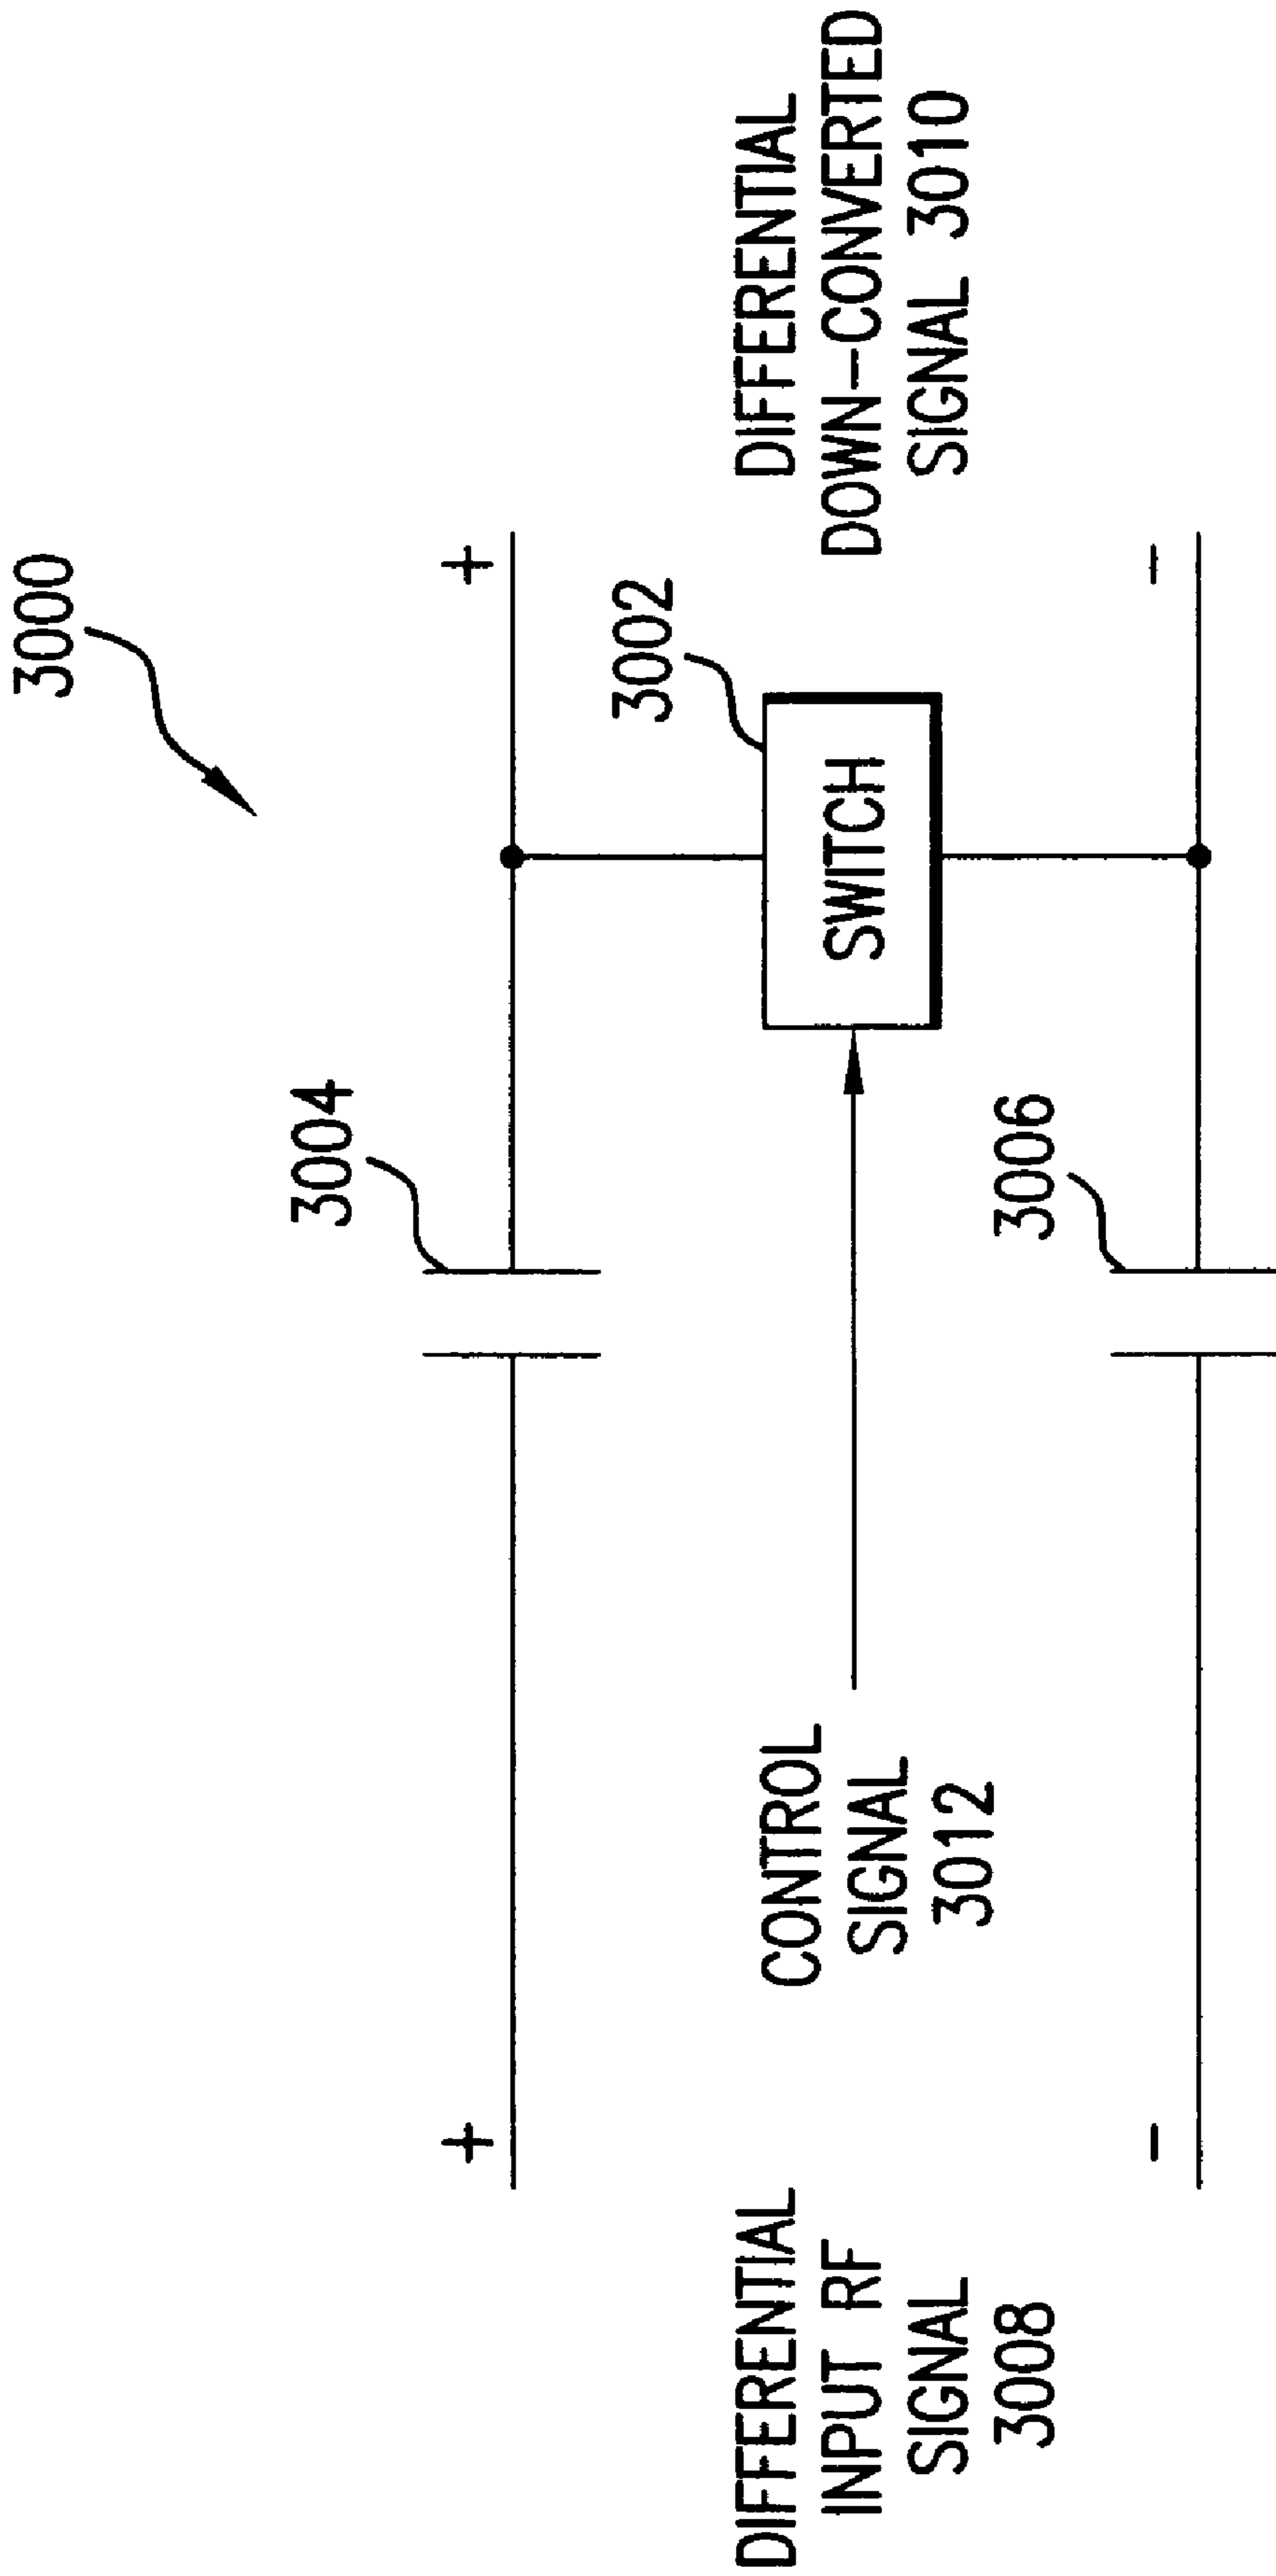 3000
3004
+
+
3002
DIFFERENTIAL
INPUT RF
SIGNAL
3008
CONTROL
SIGNAL
3012
SWITCH
DIFFERENTIAL
DOWN-CONVERTED
SIGNAL 3010
3006
-
-